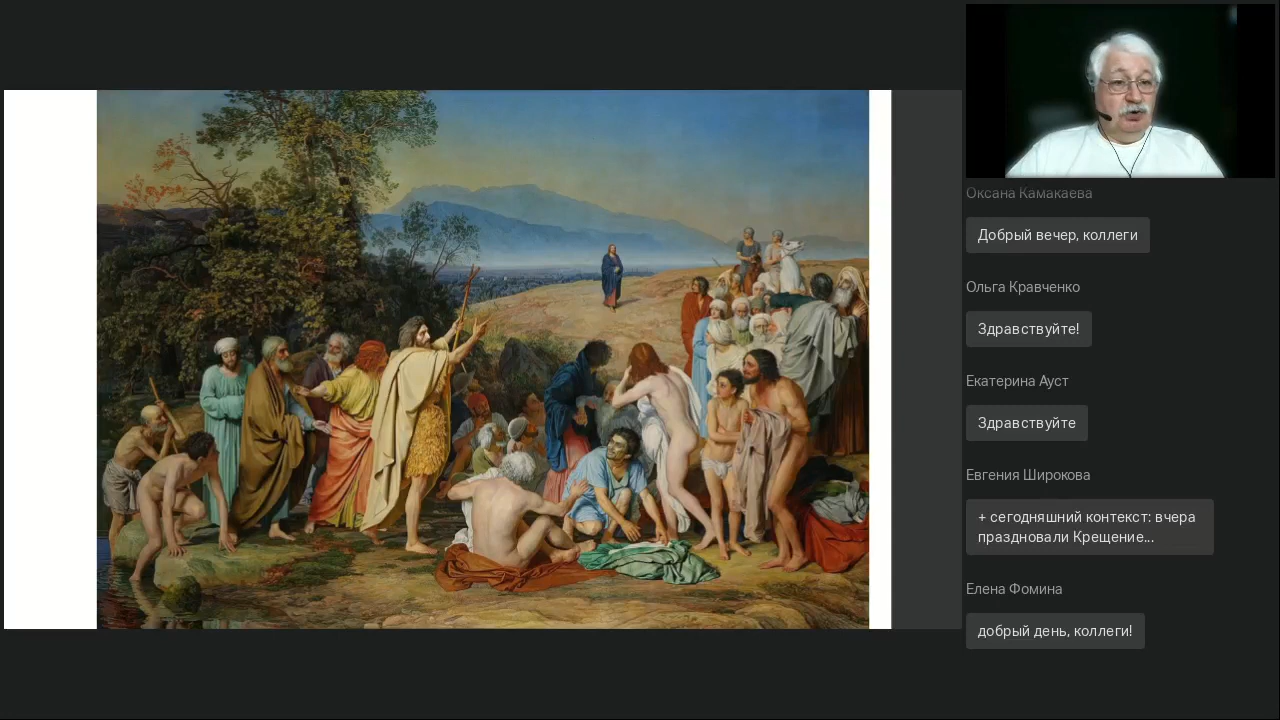 Оксана Камакаева
Добрый вечер, коллеги
Ольга Кравченко
Здравствуйте!
Екатерина Ауст
Здравствуйте
Евгения Широкова
+ сегодняшний контекст: вчера
праздновали Крещение...
Елена Фомина
добрый день, коллеги!